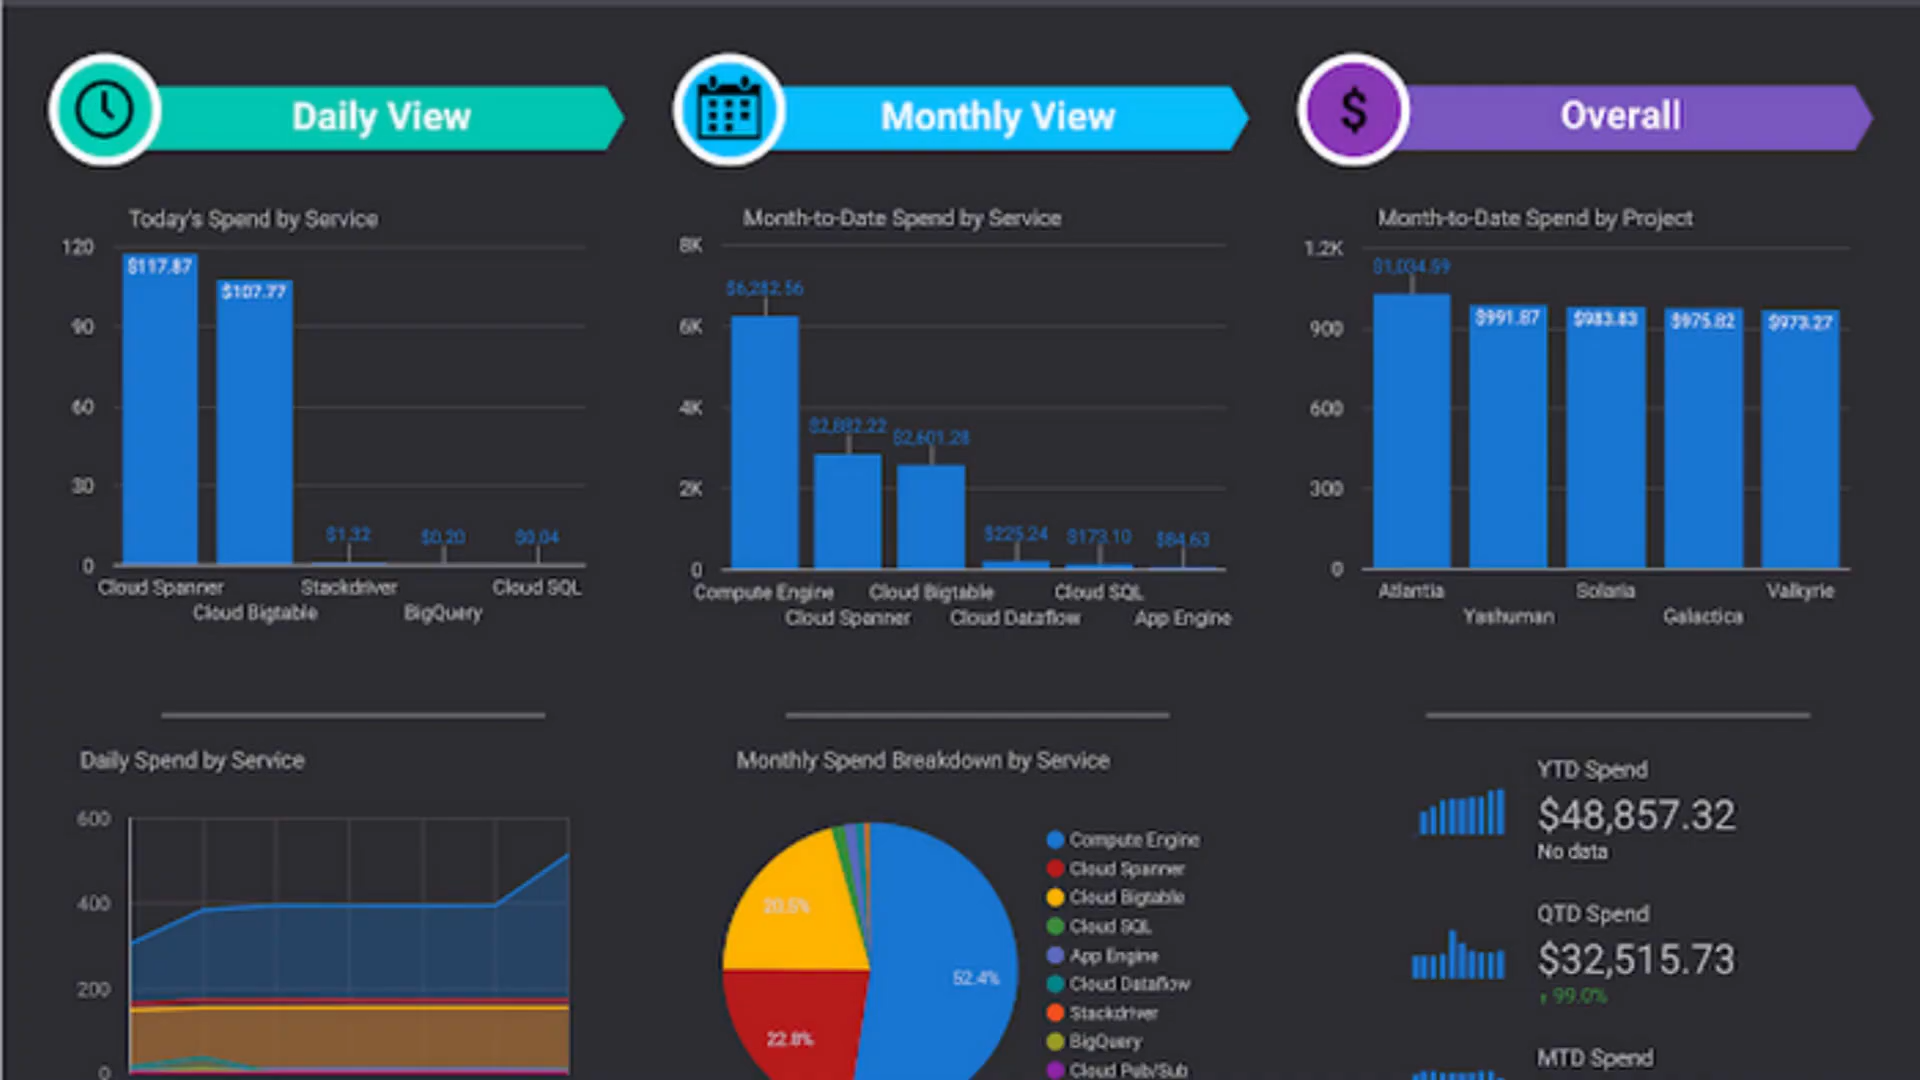 Daily View
Monthly View
$
Overall
Today's Spend by Service
120
90
60
30
0
$117.87
$107.77
$1.32
$0.20
$0.04
Cloud Spanner
Cloud Bigtable
Stackdriver
BigQuery
Cloud SQL
Month-to-Date Spend by Service
8K
6K
4K
2K
0
$6,282.56
$2,882.22
$2,601.28
$225.24
$173.10
$84.63
Compute Engine
Cloud Spanner
Cloud Bigtable
Cloud Dataflow
Cloud SQL
App Engine
Month-to-Date Spend by Project
1.2K
900
600
300
0
$1,034.59
$991.87
$983.83
$975.82
$973.27
Atlantia
Yashuman
Solaria
Galactica
Valkyrie
Daily Spend by Service
600
400
200
0
Monthly Spend Breakdown by Service
20.5%
52.4%
22.8%
Compute Engine
Cloud Spanner
Cloud Bigtable
Cloud SQL
App Engine
Cloud Dataflow
Stackdriver
BigQuery
Cloud Pub/Sub
YTD Spend
$48,857.32
No data
QTD Spend
$32,515.73
↑ 99.0%
MTD Spend